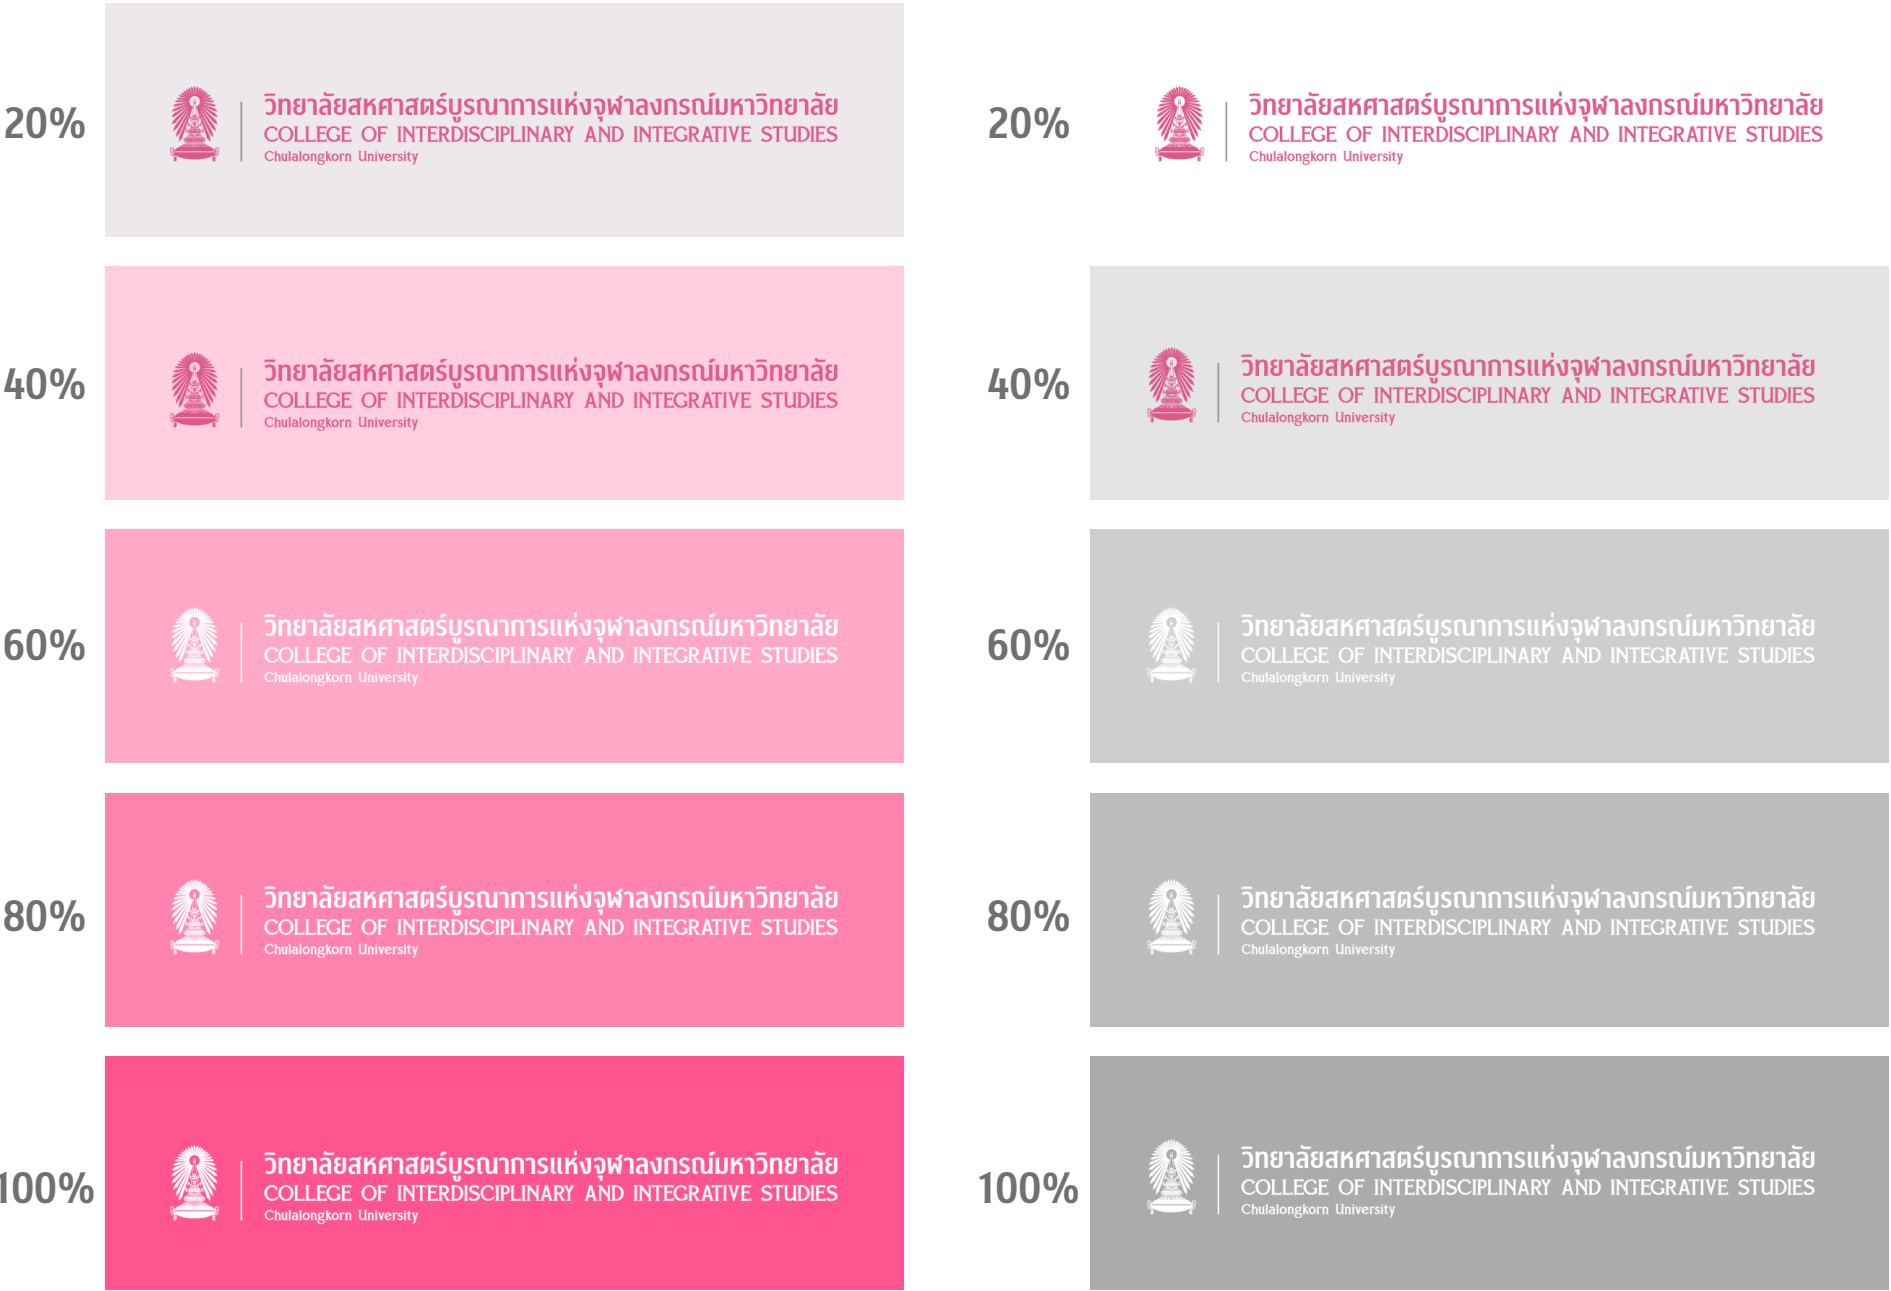 20%
วิทยาลัยสหศาสตร์บูรณาการแห่งจุฬาลงกรณ์มหาวิทยาลัย
COLLEGE OF INTERDISCIPLINARY AND INTEGRATIVE STUDIES
Chulalongkorn University
20%
วิทยาลัยสหศาสตร์บูรณาการแห่งจุฬาลงกรณ์มหาวิทยาลัย
COLLEGE OF INTERDISCIPLINARY AND INTEGRATIVE STUDIES
Chulalongkorn University
40%
วิทยาลัยสหศาสตร์บูรณาการแห่งจุฬาลงกรณ์มหาวิทยาลัย
COLLEGE OF INTERDISCIPLINARY AND INTEGRATIVE STUDIES
Chulalongkorn University
40%
วิทยาลัยสหศาสตร์บูรณาการแห่งจุฬาลงกรณ์มหาวิทยาลัย
COLLEGE OF INTERDISCIPLINARY AND INTEGRATIVE STUDIES
Chulalongkorn University
60%
วิทยาลัยสหศาสตร์บูรณาการแห่งจุฬาลงกรณ์มหาวิทยาลัย
COLLEGE OF INTERDISCIPLINARY AND INTEGRATIVE STUDIES
Chulalongkorn University
60%
วิทยาลัยสหศาสตร์บูรณาการแห่งจุฬาลงกรณ์มหาวิทยาลัย
COLLEGE OF INTERDISCIPLINARY AND INTEGRATIVE STUDIES
Chulalongkorn University
80%
วิทยาลัยสหศาสตร์บูรณาการแห่งจุฬาลงกรณ์มหาวิทยาลัย
COLLEGE OF INTERDISCIPLINARY AND INTEGRATIVE STUDIES
Chulalongkorn University
80%
วิทยาลัยสหศาสตร์บูรณาการแห่งจุฬาลงกรณ์มหาวิทยาลัย
COLLEGE OF INTERDISCIPLINARY AND INTEGRATIVE STUDIES
Chulalongkorn University
100%
วิทยาลัยสหศาสตร์บูรณาการแห่งจุฬาลงกรณ์มหาวิทยาลัย
COLLEGE OF INTERDISCIPLINARY AND INTEGRATIVE STUDIES
Chulalongkorn University
100%
วิทยาลัยสหศาสตร์บูรณาการแห่งจุฬาลงกรณ์มหาวิทยาลัย
COLLEGE OF INTERDISCIPLINARY AND INTEGRATIVE STUDIES
Chulalongkorn University